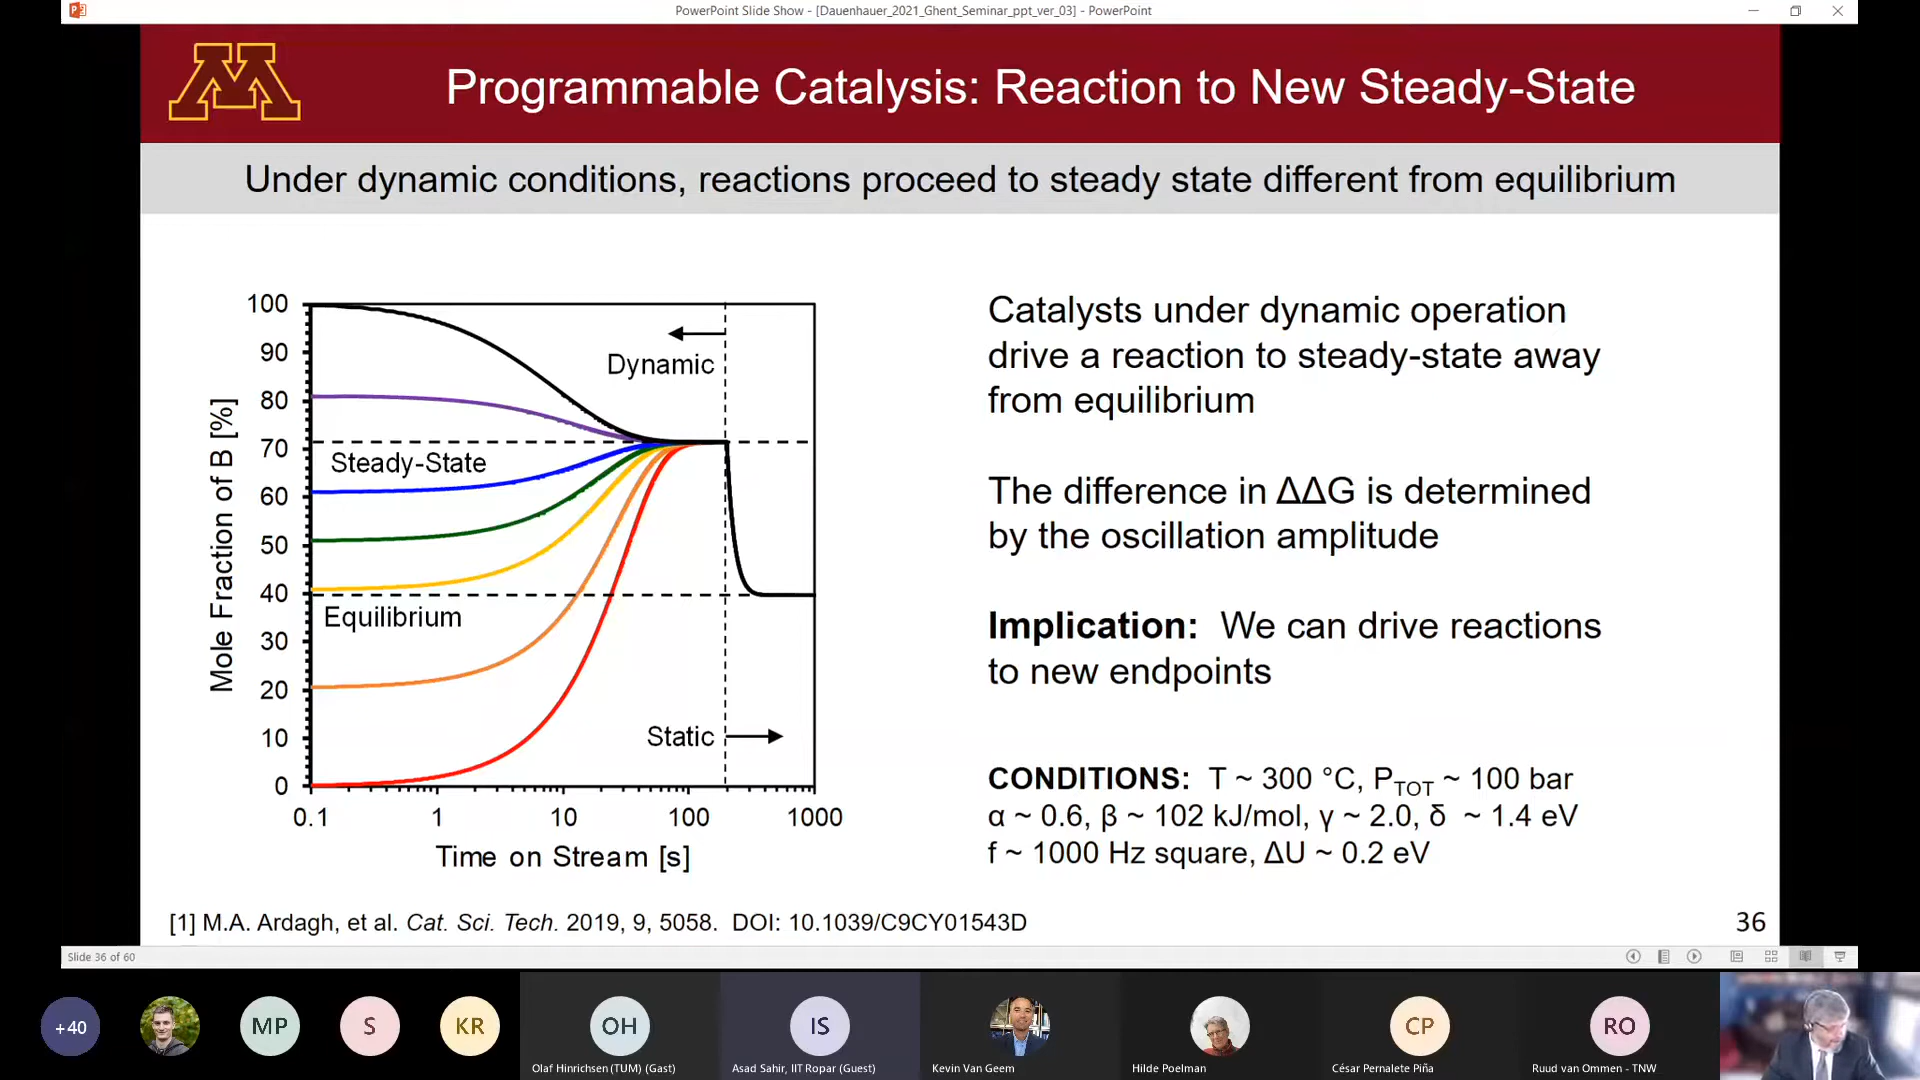 PowerPoint Slide Show - [Dauenhauer_2021_Ghent_Seminar_ppt_ver_03] - PowerPoint
M
Programmable Catalysis: Reaction to New Steady-State
Under dynamic conditions, reactions proceed to steady state different from equilibrium
Mole Fraction of B [%]
100
90
80
70
60
50
40
30
20
10
0
Dynamic
Steady-State
Equilibrium
Static
0.1
1
10
100
1000
Time on Stream [s]
Catalysts under dynamic operation
drive a reaction to steady-state away
from equilibrium
The difference in ΔΔG is determined
by the oscillation amplitude
Implication: We can drive reactions
to new endpoints
CONDITIONS: T ~ 300 °C, PTOT ~ 100 bar
α ~ 0.6, β ~ 102 kJ/mol, γ ~ 2.0, δ ~ 1.4 eV
f ~ 1000 Hz square, ΔU ~ 0.2 eV
[1] M.A. Ardagh, et al. Cat. Sci. Tech. 2019, 9, 5058. DOI: 10.1039/C9CY01543D
36
Slide 36 of 60
+40
MP
S
KR
OH
IS
CP
RO
Olaf Hinrichsen (TUM) (Gast)
Asad Sahir, IIT Ropar (Guest)
Kevin Van Geem
Hilde Poelman
César Pernalete Piña
Ruud van Ommen - TNW